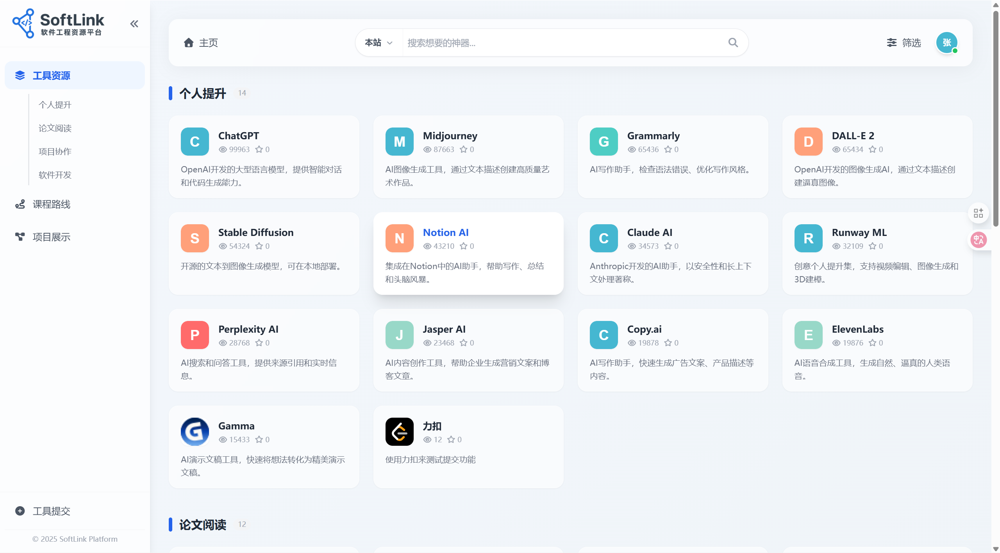 SoftLink
软件工程资源平台
工具资源
个人提升
论文阅读
项目协作
软件开发
课程路线
项目展示
工具提交
© 2025 SoftLink Platform
主页
本站
搜索想要的神器...
筛选
张
个人提升 14
C
ChatGPT
99963 0
OpenAI开发的大型语言模型，提供智能对话
和代码生成能力。
M
Midjourney
87663 0
AI图像生成工具，通过文本描述创建高质量艺
术作品。
G
Grammarly
65436 0
AI写作助手，检查语法错误、优化写作风格。
D
DALL-E 2
65434 0
OpenAI开发的图像生成AI，通过文本描述创
建逼真图像。
S
Stable Diffusion
54324 0
开源的文本到图像生成模型，可在本地部署。
N
Notion AI
43210 0
集成在Notion中的AI助手，帮助写作、总结
和头脑风暴。
C
Claude AI
34573 0
Anthropic开发的AI助手，以安全性和长上下
文处理著称。
R
Runway ML
32109 0
创意个人提升集，支持视频编辑、图像生成和
3D建模。
P
Perplexity AI
28768 0
AI搜索和问答工具，提供来源引用和实时信
息。
J
Jasper AI
23468 0
AI内容创作工具，帮助企业生成营销文案和博
客文章。
C
Copy.ai
19878 0
AI写作助手，快速生成广告文案、产品描述等
内容。
E
ElevenLabs
19876 0
AI语音合成工具，生成自然、逼真的人类语
音。
G
Gamma
15433 0
AI演示文稿工具，快速将想法转化为精美演示
文稿。
力扣
12 0
使用力扣来测试提交功能
论文阅读 12
中A